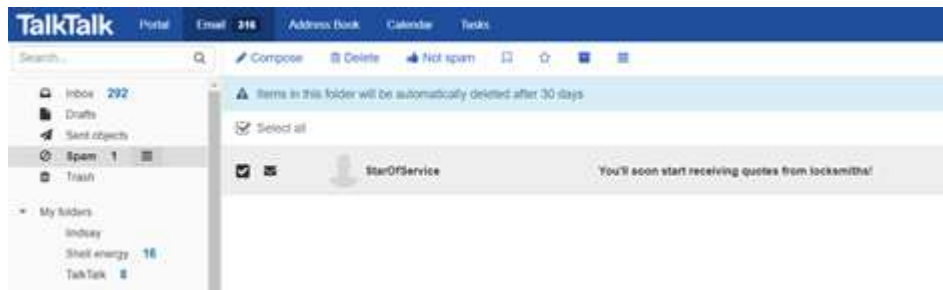 TalkTalk Portal Email 316 Address Book Calendar Tasks
Search... Compose Delete Not spam
Inbox 292
Drafts
Sent objects
Spam 1
Trash
My folders
lindsay
Shell energy 16
TalkTalk 8
Items in this folder will be automatically deleted after 30 days
Select all
StarOfService You'll soon start receiving quotes from locksmiths!